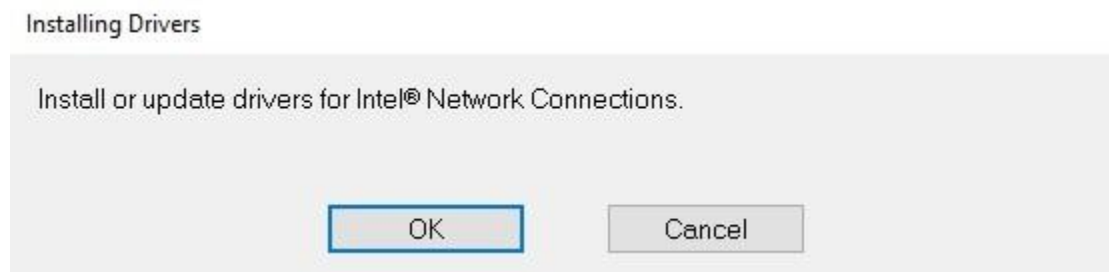 Installing Drivers
Install or update drivers for Intel® Network Connections.
OK Cancel